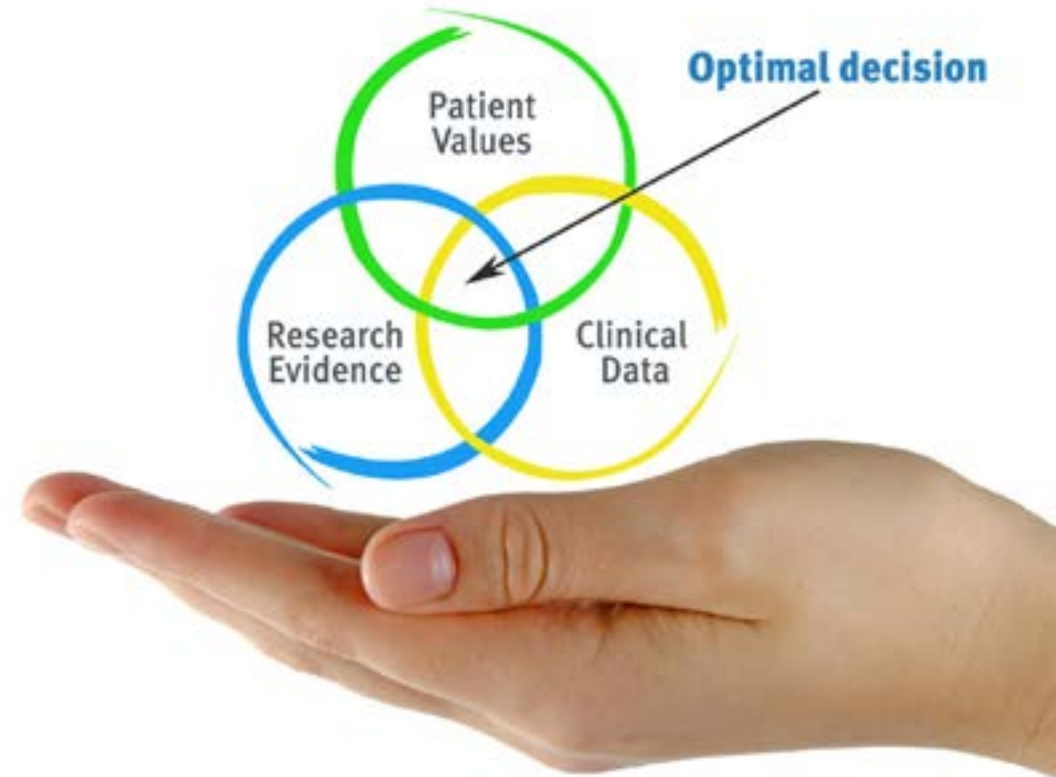 Optimal decision
Patient
Values
Research
Evidence
Clinical
Data